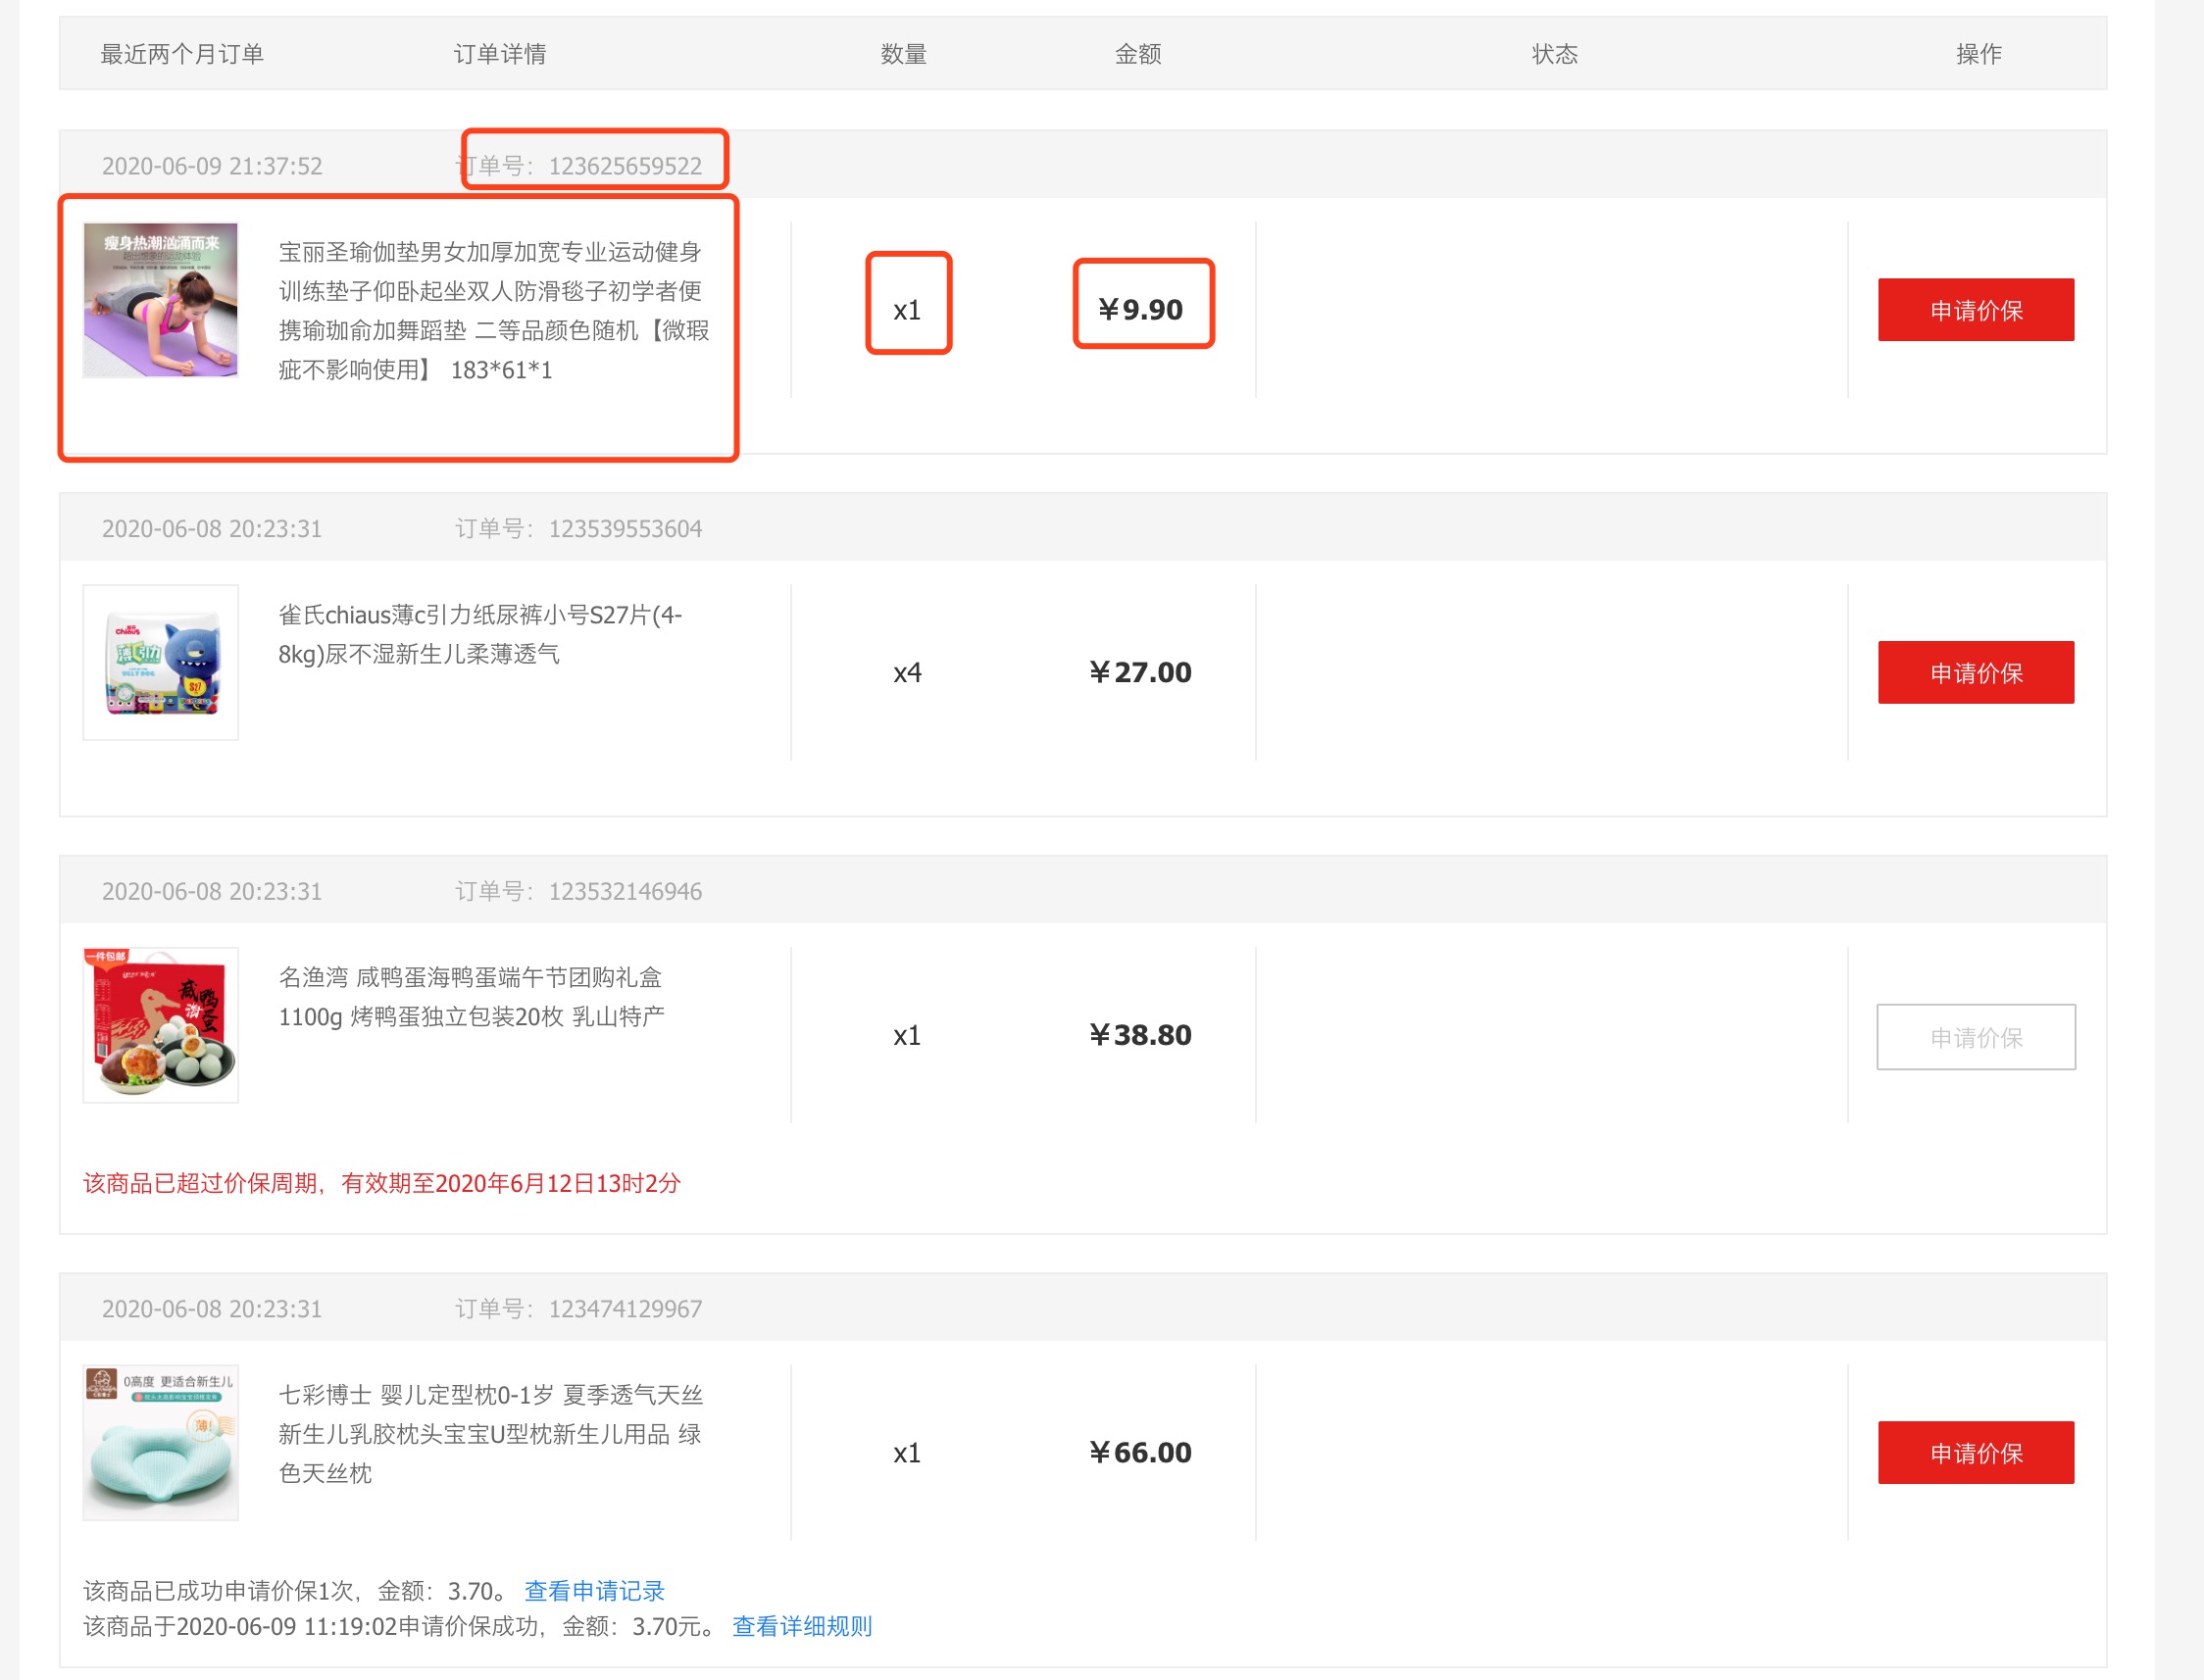 最近两个月订单 订单详情 数量 金额 状态 操作
2020-06-09 21:37:52 订单号：123625659522
瘦身热潮汹涌而来
宝丽圣瑜伽垫男女加厚加宽专业运动健身
训练垫子仰卧起坐双人防滑毯子初学者便
携瑜珈俞加舞蹈垫 二等品颜色随机【微瑕
疵不影响使用】 183*61*1
x1 ¥9.90 申请价保
2020-06-08 20:23:31 订单号：123539553604
雀氏chiaus薄c引力纸尿裤小号S27片(4-
8kg)尿不湿新生儿柔薄透气
Chiaus
薄C引力
UGLY DOG
S27
x4 ¥27.00 申请价保
2020-06-08 20:23:31 订单号：123532146946
一件包邮
咸鸭蛋
名渔湾 咸鸭蛋海鸭蛋端午节团购礼盒
1100g 烤鸭蛋独立包装20枚 乳山特产
x1 ¥38.80 申请价保
该商品已超过价保周期，有效期至2020年6月12日13时2分
2020-06-08 20:23:31 订单号：123474129967
0高度 更适合新生儿
薄!
七彩博士 婴儿定型枕0-1岁 夏季透气天丝
新生儿乳胶枕头宝宝U型枕新生儿用品 绿
色天丝枕
x1 ¥66.00 申请价保
该商品已成功申请价保1次，金额：3.70。 查看申请记录
该商品于2020-06-09 11:19:02申请价保成功，金额：3.70元。 查看详细规则